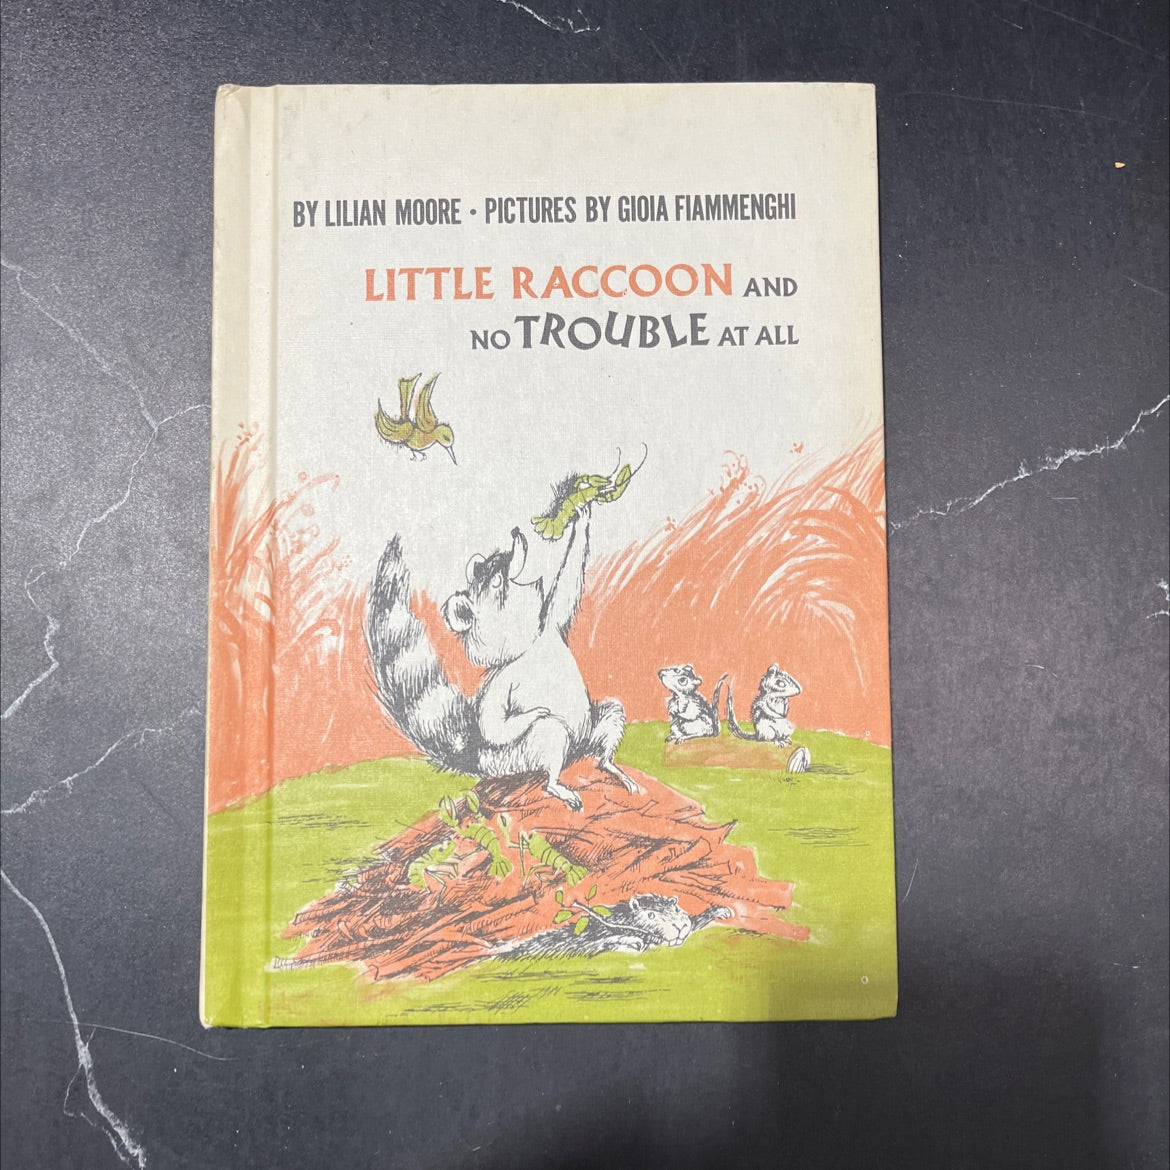 BY LILIAN MOORE • PICTURES BY GIOIA FIAMMENGHI
LITTLE RACCOON AND
NO TROUBLE AT ALL